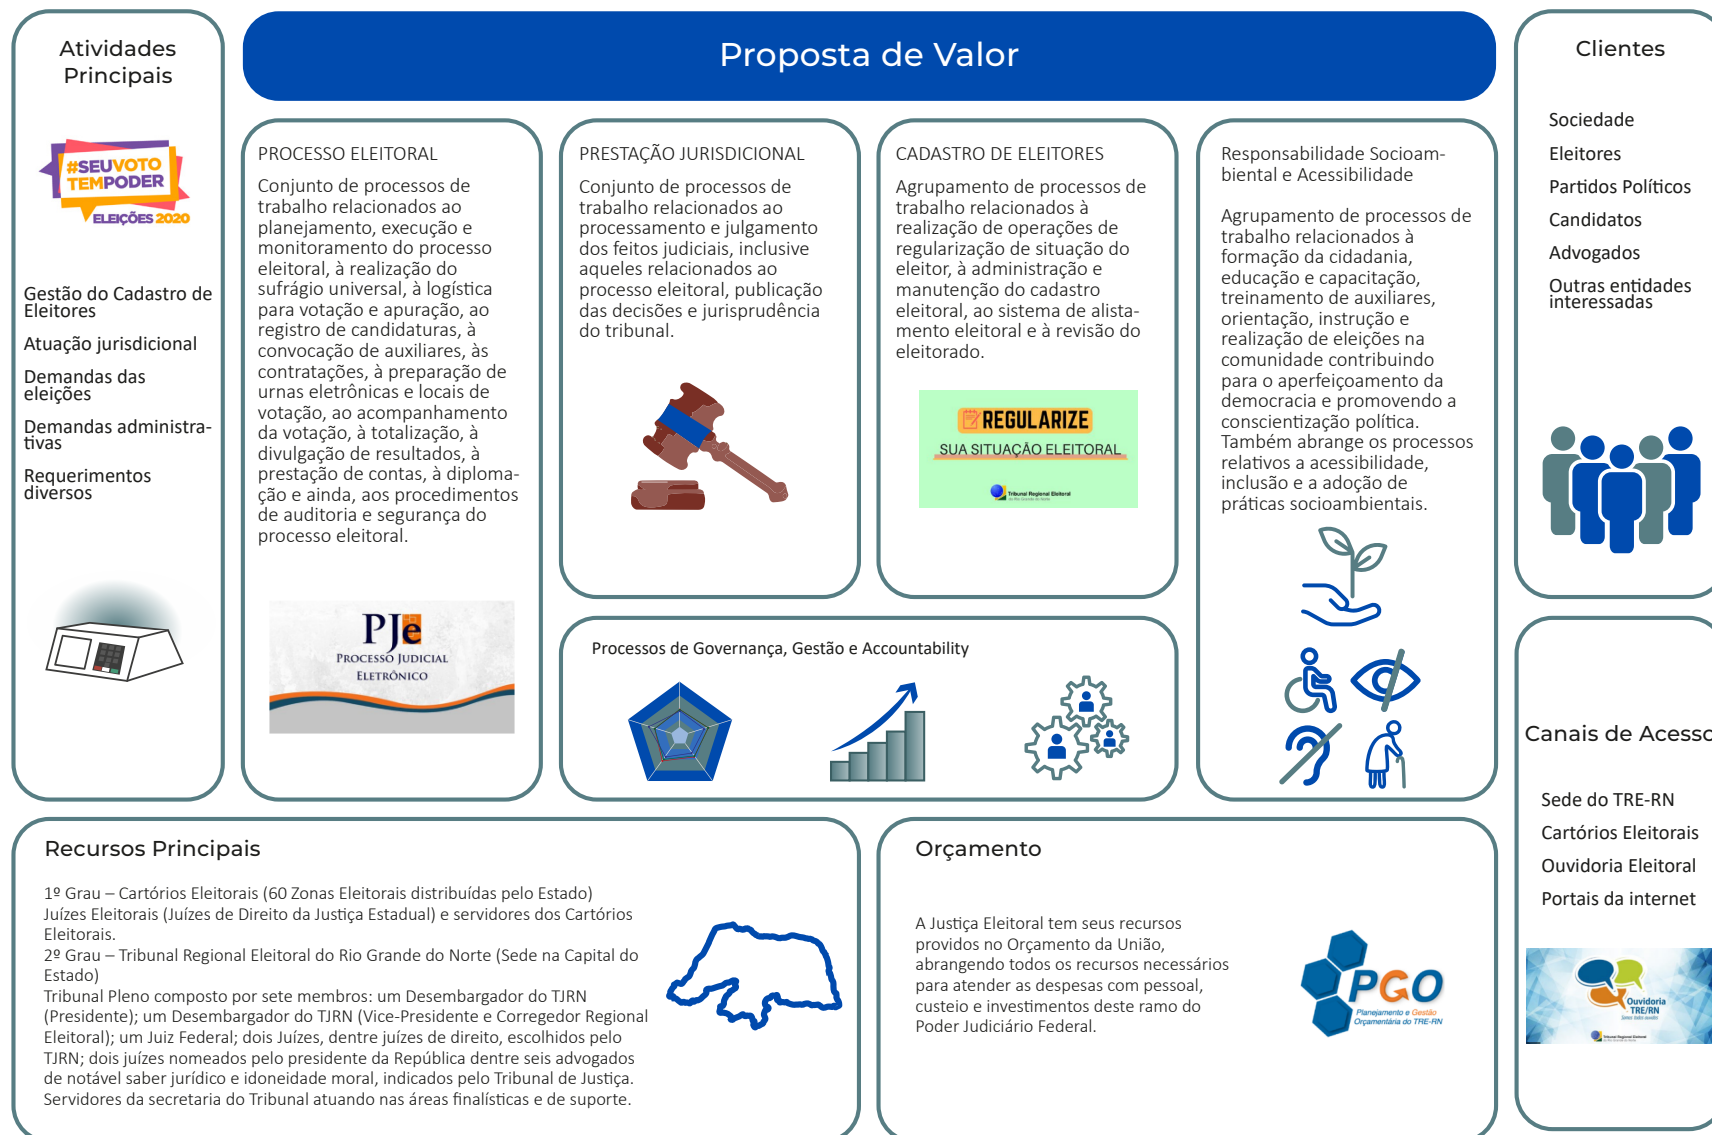 Atividades
Principais
#SEUVOTO
TEMPODER
ELEIÇÕES 2020
Gestão do Cadastro de
Eleitores
Atuação jurisdicional
Demandas das
eleições
Demandas administra-
tivas
Requerimentos
diversos
Proposta de Valor
PROCESSO ELEITORAL
Conjunto de processos de
trabalho relacionados ao
planejamento, execução e
monitoramento do processo
eleitoral, à realização do
sufrágio universal, à logística
para votação e apuração, ao
registro de candidaturas, à
convocação de auxiliares, às
contratações, à preparação de
urnas eletrônicas e locais de
votação, ao acompanhamento
da votação, à totalização, à
divulgação de resultados, à
prestação de contas, à diploma-
ção e ainda, aos procedimentos
de auditoria e segurança do
processo eleitoral.
PJe
PROCESSO JUDICIAL
ELETRÔNICO
PRESTAÇÃO JURISDICIONAL
Conjunto de processos de
trabalho relacionados ao
processamento e julgamento
dos feitos judiciais, inclusive
aqueles relacionados ao
processo eleitoral, publicação
das decisões e jurisprudência
do tribunal.
CADASTRO DE ELEITORES
Agrupamento de processos de
trabalho relacionados à
realização de operações de
regularização de situação do
eleitor, à administração e
manutenção do cadastro
eleitoral, ao sistema de alista-
mento eleitoral e à revisão do
eleitorado.
REGULARIZE
SUA SITUAÇÃO ELEITORAL
Tribunal Regional Eleitoral
Responsabilidade Socioam-
biental e Acessibilidade
Agrupamento de processos de
trabalho relacionados à
formação da cidadania,
educação e capacitação,
treinamento de auxiliares,
orientação, instrução e
realização de eleições na
comunidade contribuindo
para o aperfeiçoamento da
democracia e promovendo a
conscientização política.
Também abrange os processos
relativos a acessibilidade,
inclusão e a adoção de
práticas socioambientais.
Processos de Governança, Gestão e Accountability
Clientes
Sociedade
Eleitores
Partidos Políticos
Candidatos
Advogados
Outras entidades
interessadas
Canais de Acesso
Sede do TRE-RN
Cartórios Eleitorais
Ouvidoria Eleitoral
Portais da internet
Ouvidoria
TRE/RN
Recursos Principais
1º Grau – Cartórios Eleitorais (60 Zonas Eleitorais distribuídas pelo Estado)
Juízes Eleitorais (Juízes de Direito da Justiça Estadual) e servidores dos Cartórios
Eleitorais.
2º Grau – Tribunal Regional Eleitoral do Rio Grande do Norte (Sede na Capital do
Estado)
Tribunal Pleno composto por sete membros: um Desembargador do TJRN
(Presidente); um Desembargador do TJRN (Vice-Presidente e Corregedor Regional
Eleitoral); um Juiz Federal; dois Juízes, dentre juízes de direito, escolhidos pelo
TJRN; dois juízes nomeados pelo presidente da República dentre seis advogados
de notável saber jurídico e idoneidade moral, indicados pelo Tribunal de Justiça.
Servidores da secretaria do Tribunal atuando nas áreas finalísticas e de suporte.
Orçamento
A Justiça Eleitoral tem seus recursos
providos no Orçamento da União,
abrangendo todos os recursos necessários
para atender as despesas com pessoal,
custeio e investimentos deste ramo do
Poder Judiciário Federal.
PGO
Planejamento e Gestão
Orçamentária do TRE-RN